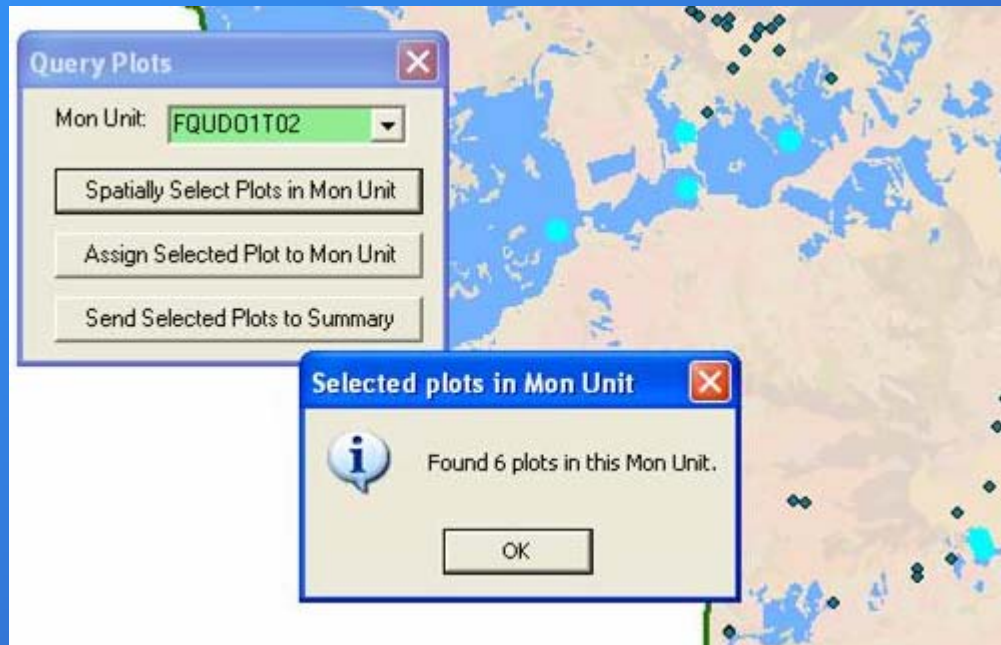 Query Plots
Mon Unit: FQUDO1T02
Spatially Select Plots in Mon Unit
Assign Selected Plot to Mon Unit
Send Selected Plots to Summary
Selected plots in Mon Unit
Found 6 plots in this Mon Unit.
OK